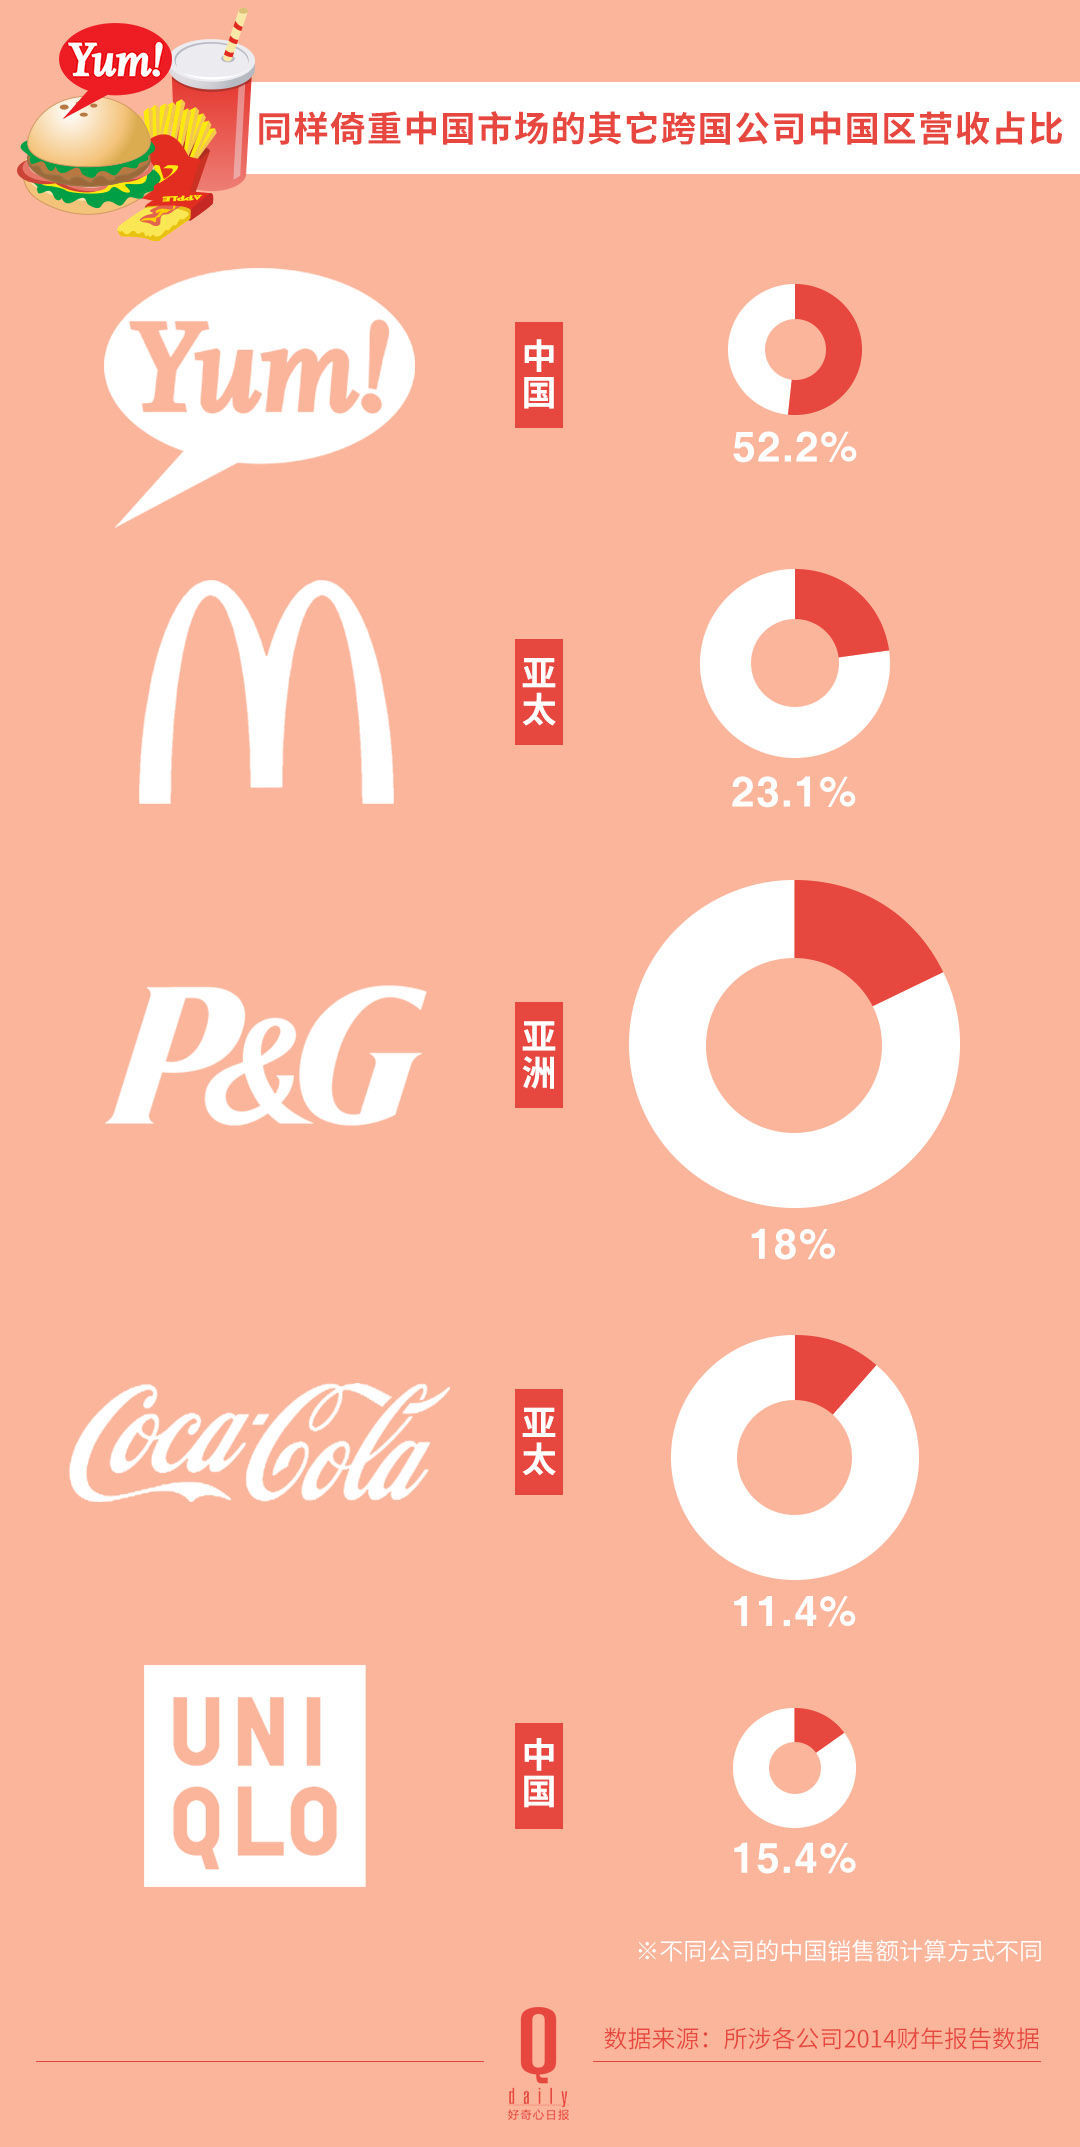 Yum!
同样倚重中国市场的其它跨国公司中国区营收占比
APPLE
Yum!
中国
52.2%
亚太
23.1%
P&G
亚洲
18%
Coca-Cola
亚太
11.4%
UNI
QLO
中国
15.4%
※不同公司的中国销售额计算方式不同
数据来源：所涉各公司2014财年报告数据
Q
daily
好奇心日报